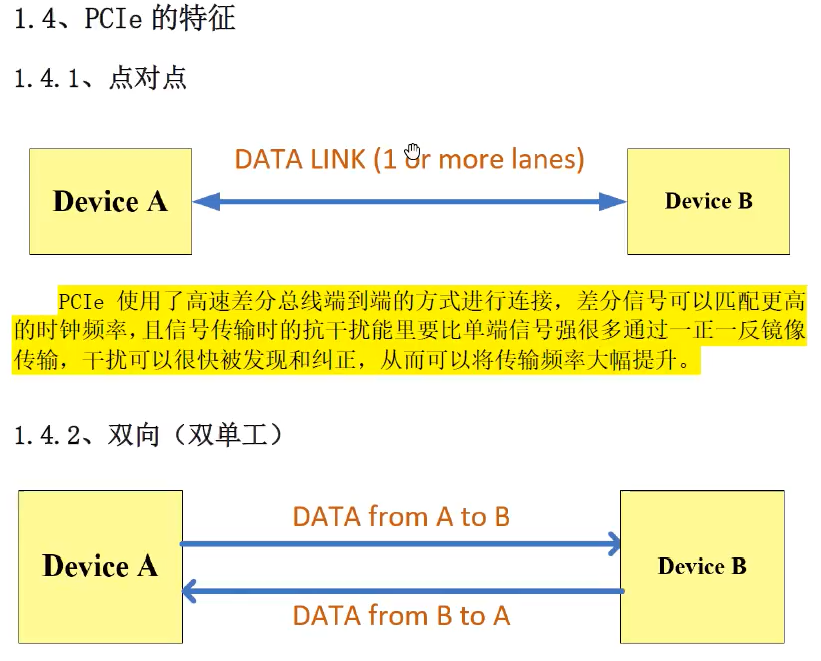 1.4、PCIe 的特征
1.4.1、点对点
DATA LINK (1 or more lanes)
Device A
Device B
PCIe 使用了高速差分总线端到端的方式进行连接，差分信号可以匹配更高
的时钟频率，且信号传输时的抗干扰能里要比单端信号强很多通过一正一反镜像
传输，干扰可以很快被发现和纠正，从而可以将传输频率大幅提升。
1.4.2、双向（双单工）
DATA from A to B
Device A
Device B
DATA from B to A